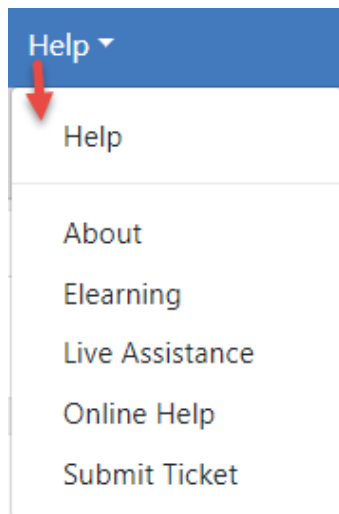 Help
Help
About
Elearning
Live Assistance
Online Help
Submit Ticket